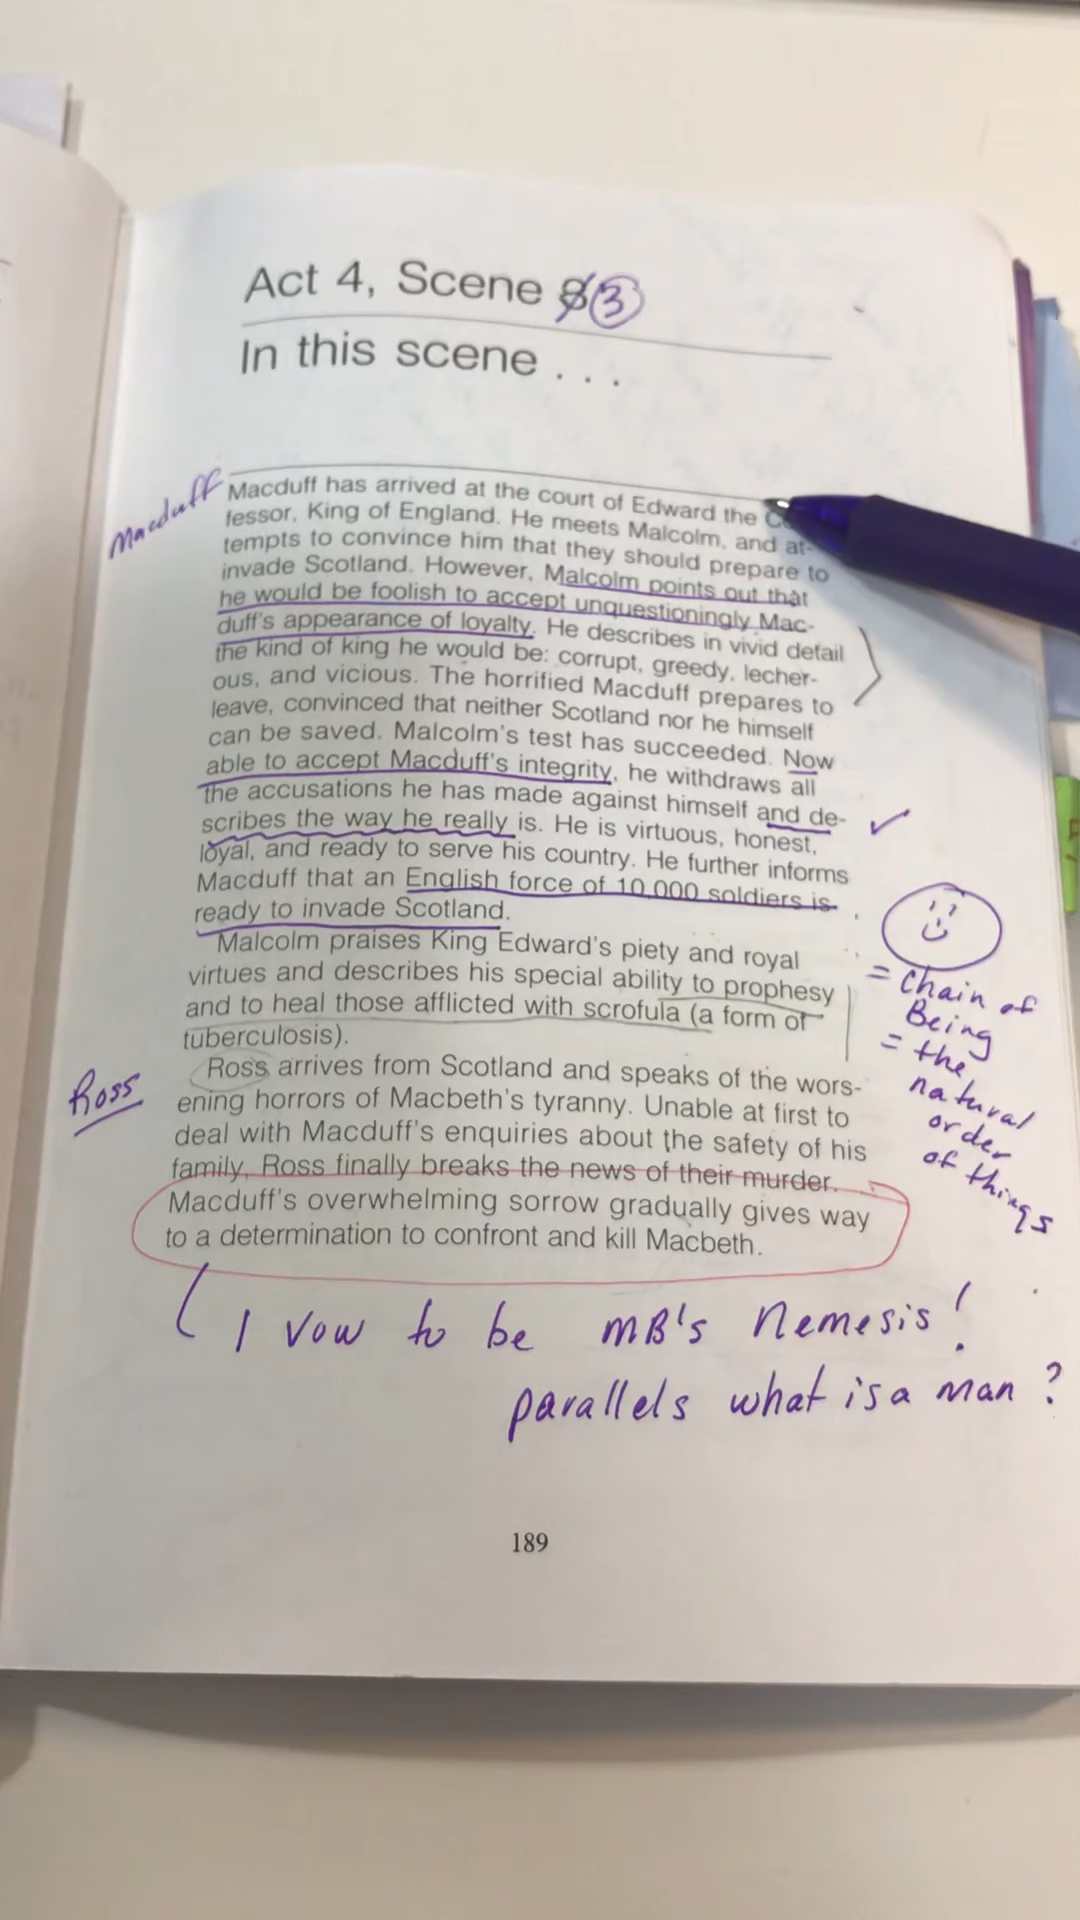 Act 4, Scene 8 3
In this scene . . .
Macduff
Macduff has arrived at the court of Edward the
fessor, King of England. He meets Malcolm, and at-
tempts to convince him that they should prepare to
invade Scotland. However, Malcolm points out that
he would be foolish to accept unquestioningly Mac-
duff's appearance of loyalty. He describes in vivid detail
the kind of king he would be: corrupt, greedy, lecher-
ous, and vicious. The horrified Macduff prepares to
leave, convinced that neither Scotland nor he himself
can be saved. Malcolm's test has succeeded. Now
able to accept Macduff's integrity, he withdraws all
the accusations he has made against himself and de-
scribes the way he really is. He is virtuous, honest,
loyal, and ready to serve his country. He further informs
Macduff that an English force of 10,000 soldiers is
ready to invade Scotland.
Malcolm praises King Edward's piety and royal
virtues and describes his special ability to prophesy
and to heal those afflicted with scrofula (a form of
tuberculosis).
= Chain of
Being
= the
natural
order
of things
Ross
Ross arrives from Scotland and speaks of the wors-
ening horrors of Macbeth's tyranny. Unable at first to
deal with Macduff's enquiries about the safety of his
family, Ross finally breaks the news of their murder.
Macduff's overwhelming sorrow gradually gives way
to a determination to confront and kill Macbeth.
I vow to be MB's Nemesis!
parallels what is a man ?
189